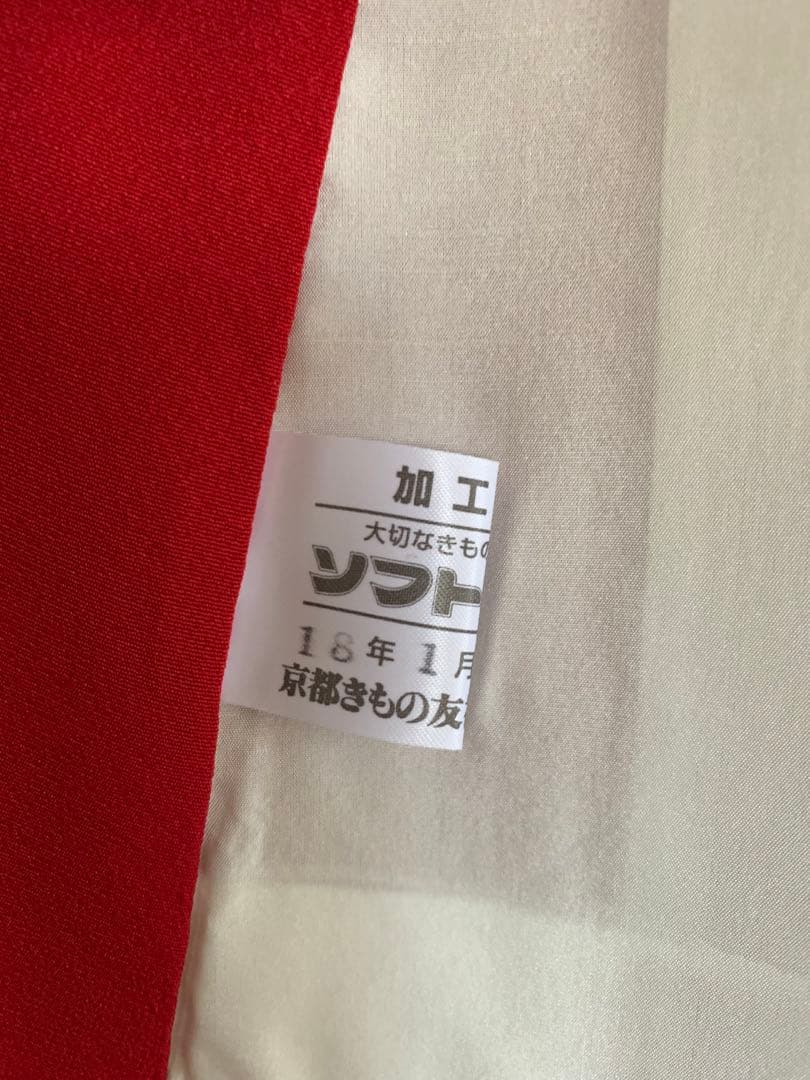 加工
大切なきもの
ソフト
18年1月
京都きもの友